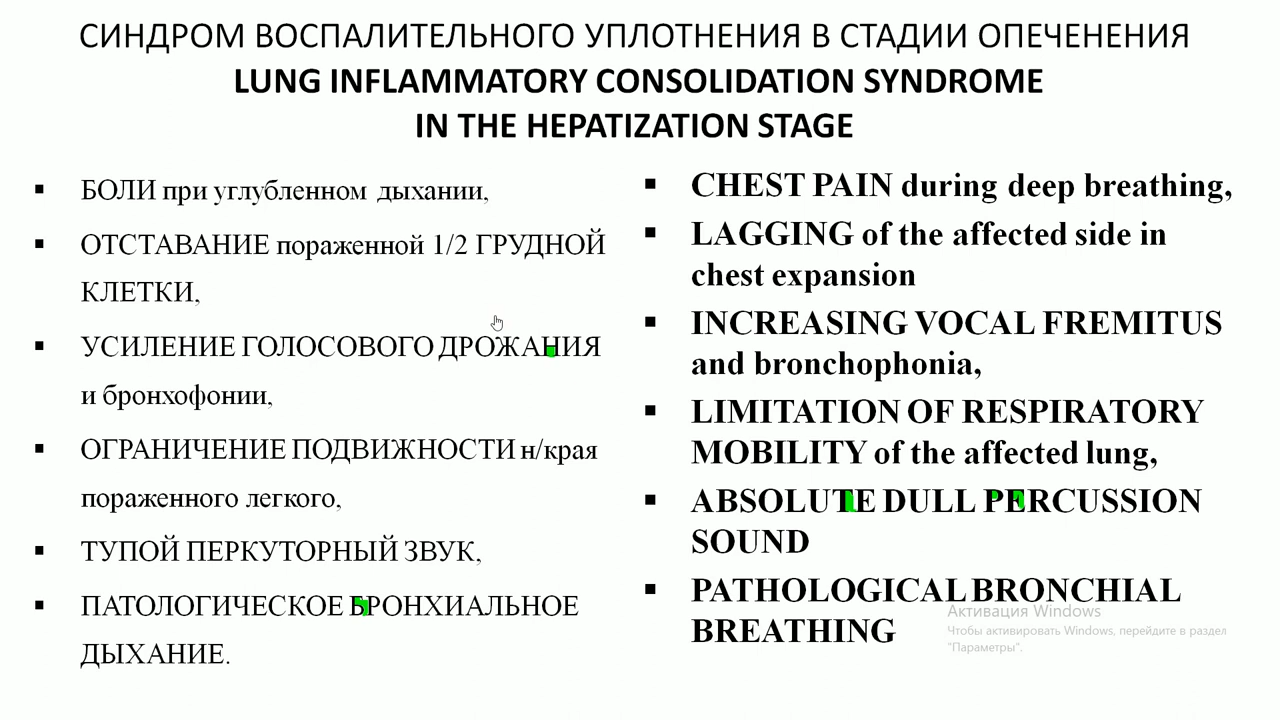 СИНДРОМ ВОСПАЛИТЕЛЬНОГО УПЛОТНЕНИЯ В СТАДИИ ОПЕЧЕНЕНИЯ
LUNG INFLAMMATORY CONSOLIDATION SYNDROME
IN THE HEPATIZATION STAGE
▪ БОЛИ при углубленном дыхании,
▪ ОТСТАВАНИЕ пораженной 1/2 ГРУДНОЙ
КЛЕТКИ,
▪ УСИЛЕНИЕ ГОЛОСОВОГО ДРОЖАНИЯ
и бронхофонии,
▪ ОГРАНИЧЕНИЕ ПОДВИЖНОСТИ н/края
пораженного легкого,
▪ ТУПОЙ ПЕРКУТОРНЫЙ ЗВУК,
▪ ПАТОЛОГИЧЕСКОЕ БРОНХИАЛЬНОЕ
ДЫХАНИЕ.
▪ CHEST PAIN during deep breathing,
▪ LAGGING of the affected side in
chest expansion
▪ INCREASING VOCAL FREMITUS
and bronchophonia,
▪ LIMITATION OF RESPIRATORY
MOBILITY of the affected lung,
▪ ABSOLUTE DULL PERCUSSION
SOUND
▪ PATHOLOGICAL BRONCHIAL
BREATHING
Активация Windows
Чтобы активировать Windows, перейдите в раздел
"Параметры".